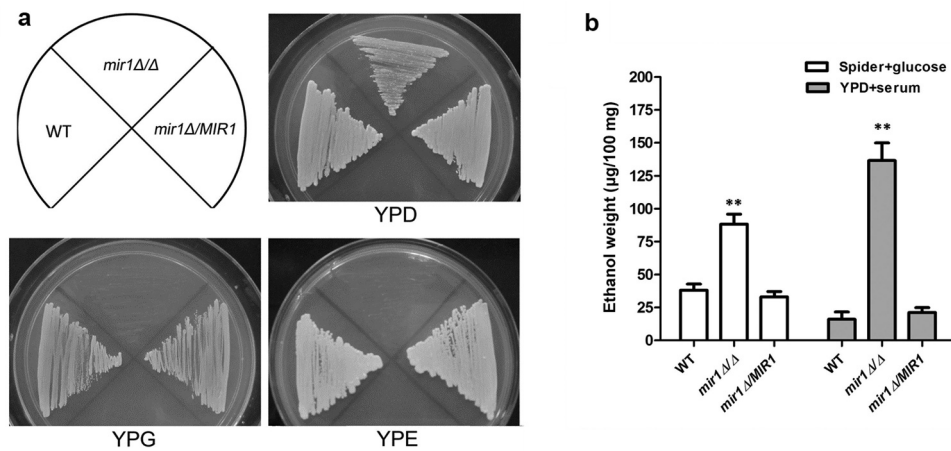 a
mir1Δ/Δ
WT
mir1Δ/MIR1
YPD
YPG
YPE
b
Spider+glucose
YPD+serum
Ethanol weight (µg/100 mg)
200
175
150
125
100
75
50
25
0
**
**
WT
mir1Δ/Δ
mir1Δ/MIR1
WT
mir1Δ/Δ
mir1Δ/MIR1